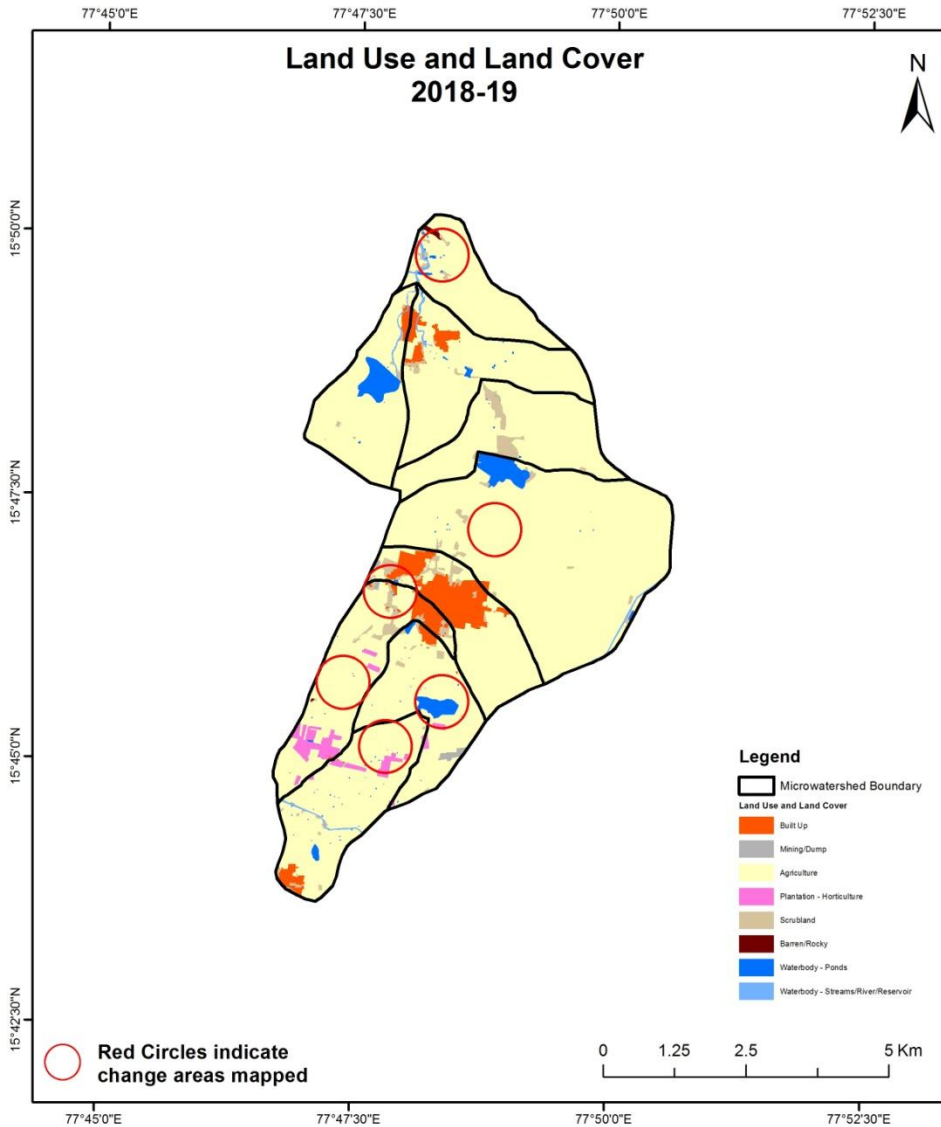 77°45'0"E 77°47'30"E 77°50'0"E 77°52'30"E
Land Use and Land Cover
2018-19
N
15°50'0"N
15°47'30"N
15°45'0"N
15°42'30"N
Legend
Microwatershed Boundary
Land Use and Land Cover
Built Up
Mining/Dump
Agriculture
Plantation - Horticulture
Scrubland
Barren/Rocky
Waterbody - Ponds
Waterbody - Streams/River/Reservoir
Red Circles indicate
change areas mapped
0 1.25 2.5 5 Km
77°45'0"E 77°47'30"E 77°50'0"E 77°52'30"E